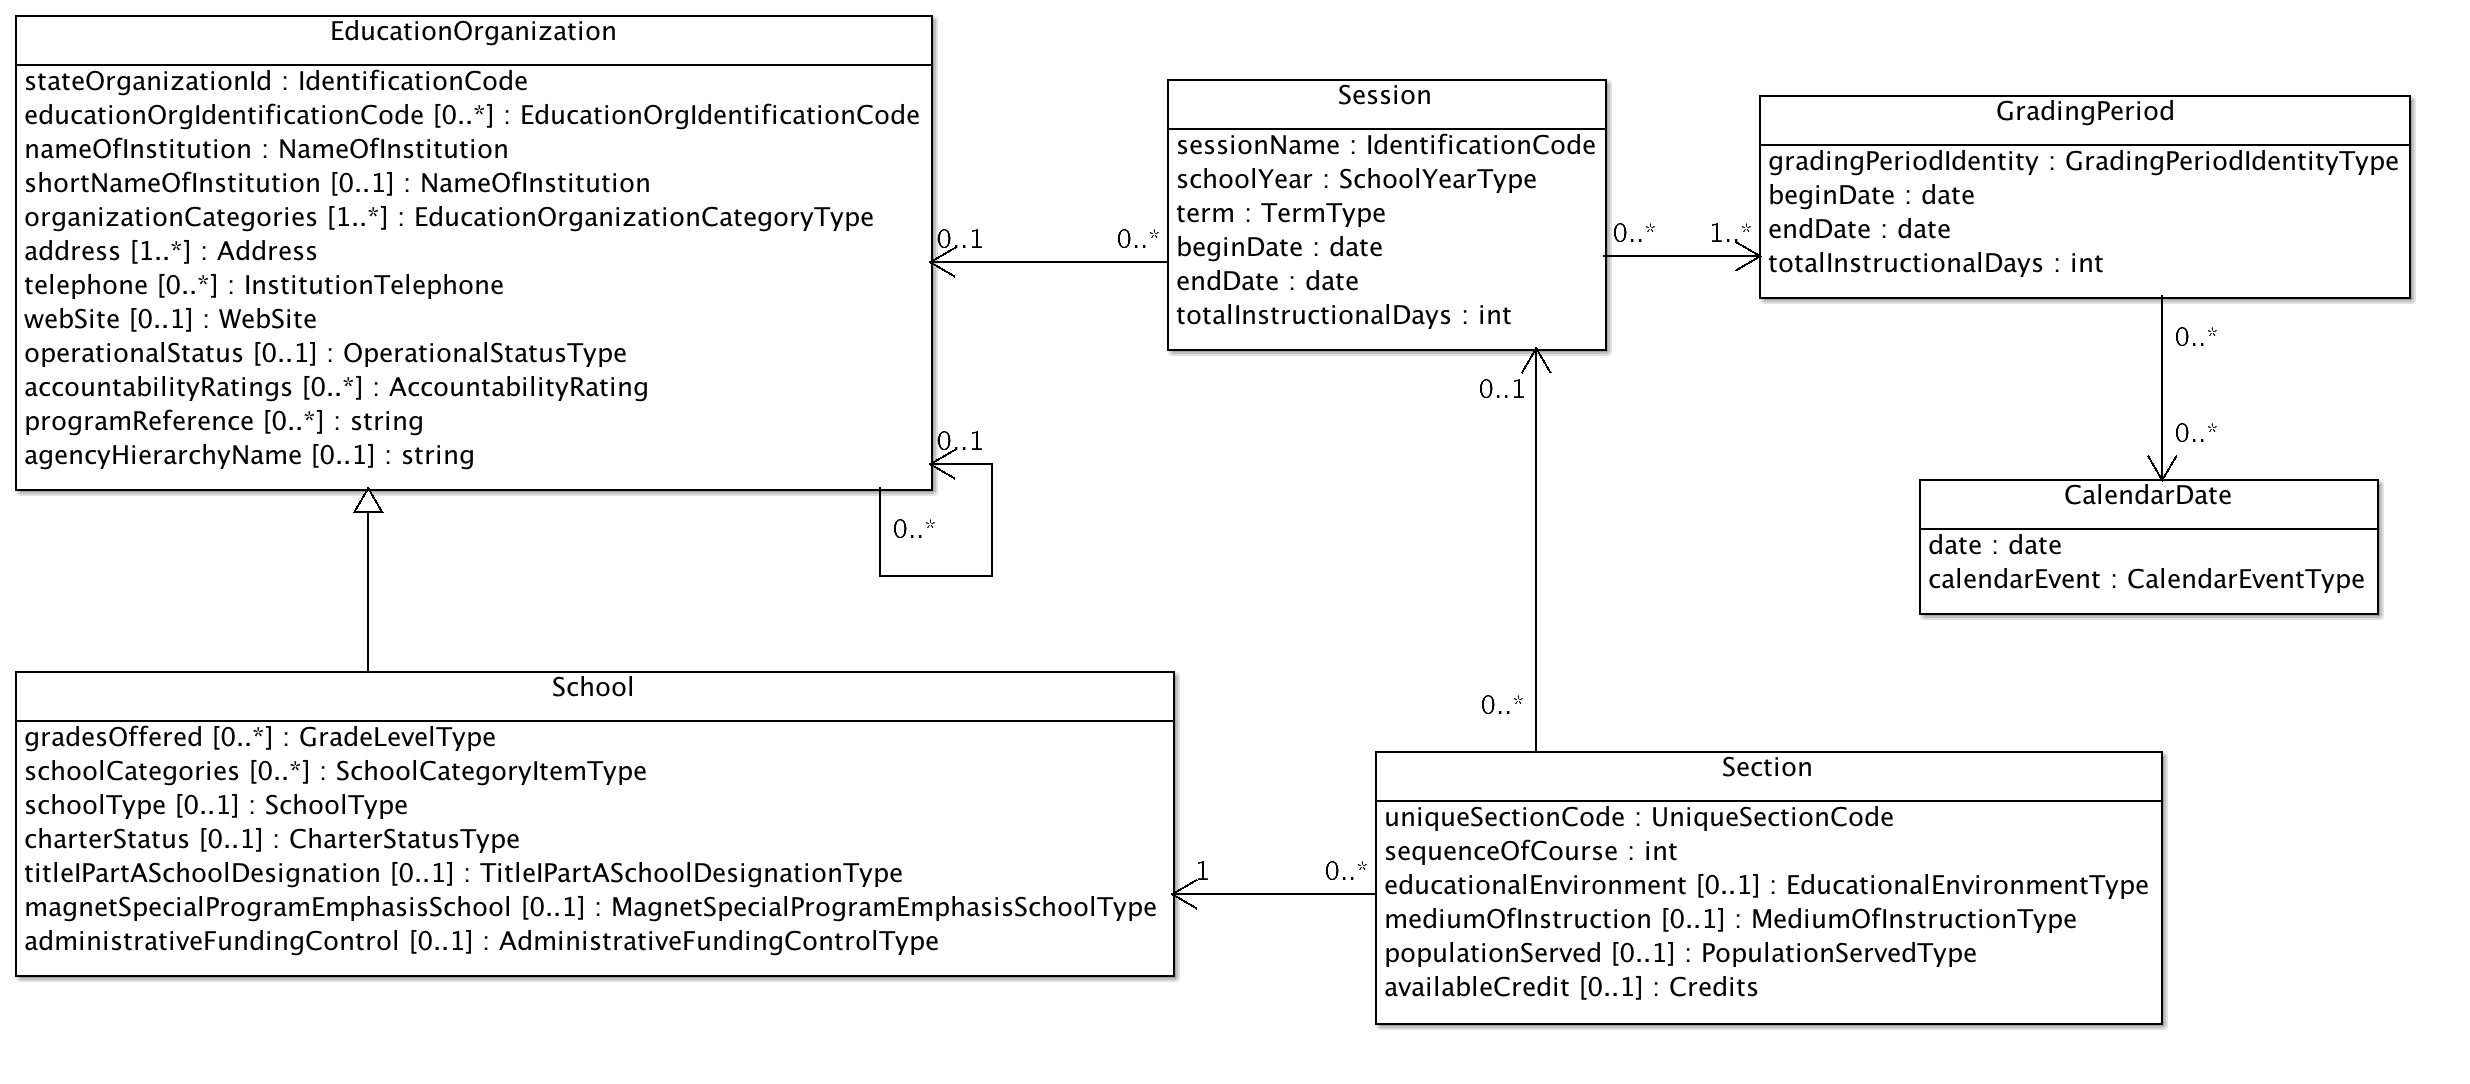 EducationOrganization
stateOrganizationId : IdentificationCode
educationOrgIdentificationCode [0..*] : EducationOrgIdentificationCode
nameOfInstitution : NameOfInstitution
shortNameOfInstitution [0..1] : NameOfInstitution
organizationCategories [1..*] : EducationOrganizationCategoryType
address [1..*] : Address
telephone [0..*] : InstitutionTelephone
webSite [0..1] : WebSite
operationalStatus [0..1] : OperationalStatusType
accountabilityRatings [0..*] : AccountabilityRating
programReference [0..*] : string
agencyHierarchyName [0..1] : string
0..1
0..*
0..1
0..*
Session
sessionName : IdentificationCode
schoolYear : SchoolYearType
term : TermType
beginDate : date
endDate : date
totalInstructionalDays : int
0..*
1..*
GradingPeriod
gradingPeriodIdentity : GradingPeriodIdentityType
beginDate : date
endDate : date
totalInstructionalDays : int
0..*
0..*
CalendarDate
date : date
calendarEvent : CalendarEventType
0..1
0..*
School
gradesOffered [0..*] : GradeLevelType
schoolCategories [0..*] : SchoolCategoryItemType
schoolType [0..1] : SchoolType
charterStatus [0..1] : CharterStatusType
titleIPartASchoolDesignation [0..1] : TitleIPartASchoolDesignationType
magnetSpecialProgramEmphasisSchool [0..1] : MagnetSpecialProgramEmphasisSchoolType
administrativeFundingControl [0..1] : AdministrativeFundingControlType
1
0..*
Section
uniqueSectionCode : UniqueSectionCode
sequenceOfCourse : int
educationalEnvironment [0..1] : EducationalEnvironmentType
mediumOfInstruction [0..1] : MediumOfInstructionType
populationServed [0..1] : PopulationServedType
availableCredit [0..1] : Credits